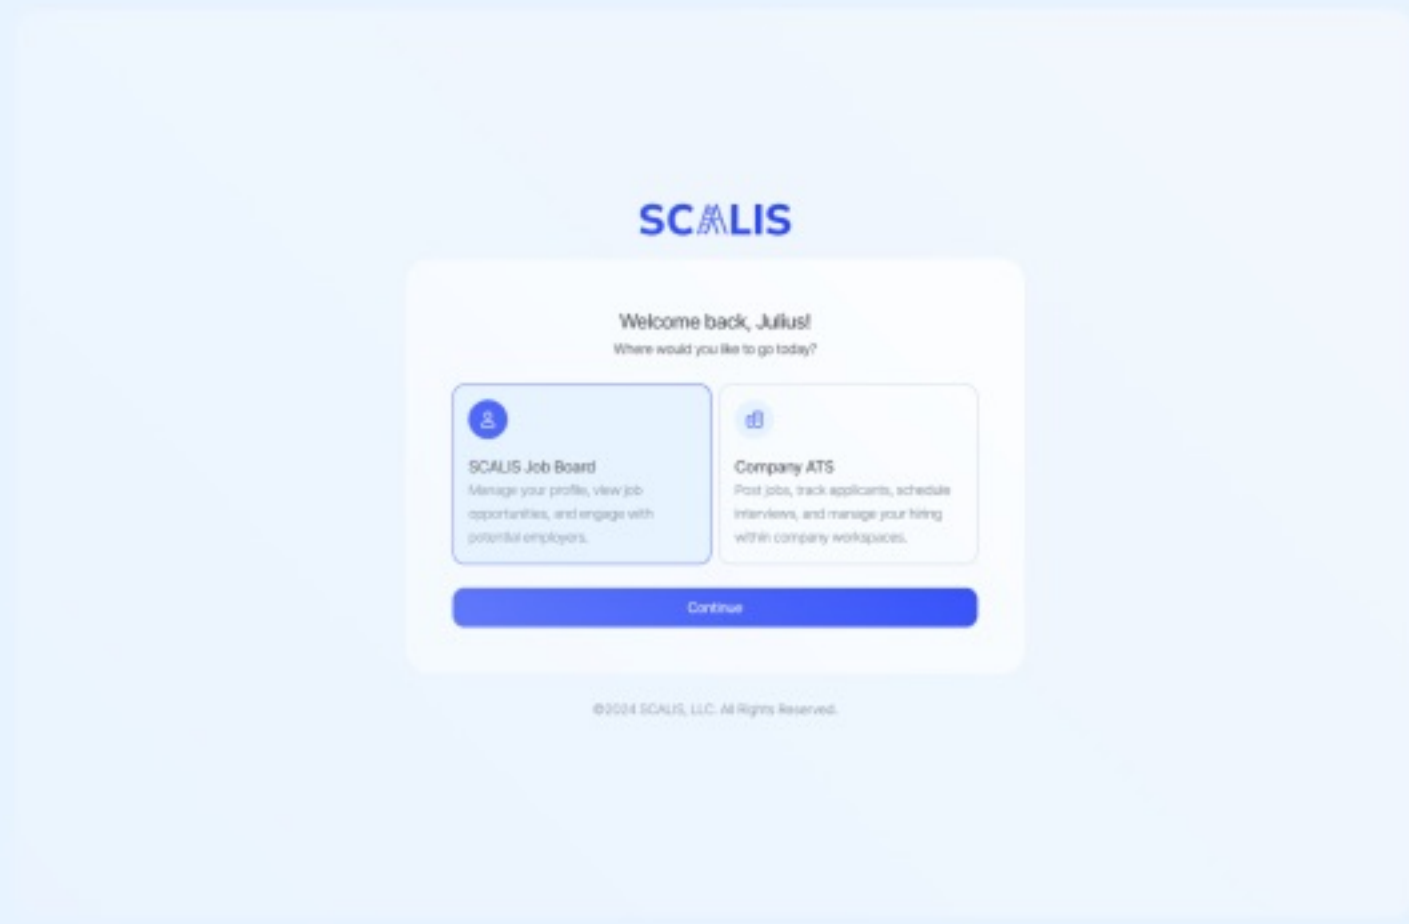 SCALIS
Welcome back, Julius!
Where would you like to go today?
SCALIS Job Board
Manage your profile, view job
opportunities, and engage with
potential employers.
Company ATS
Post jobs, track applicants, schedule
interviews, and manage your hiring
within company workspaces.
Continue
©2024 SCALIS, LLC. All Rights Reserved.